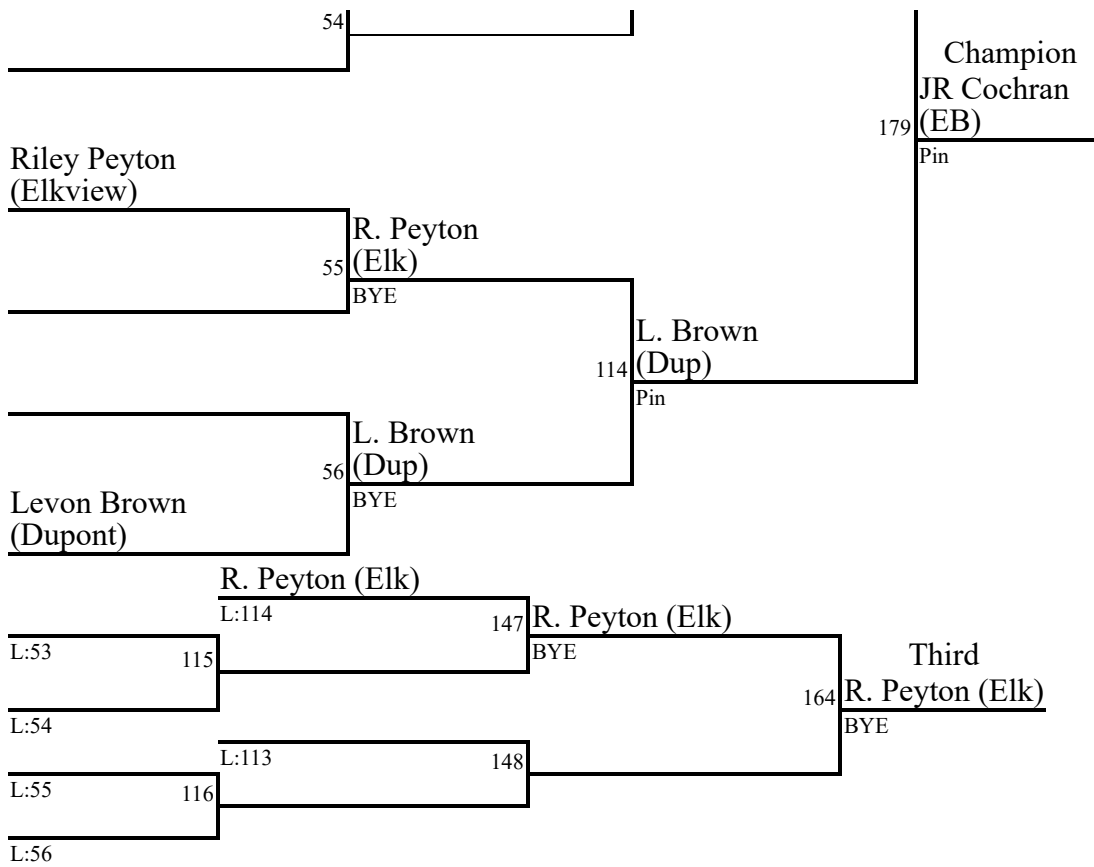 54
Champion
JR Cochran
(EB)
179
Pin
Riley Peyton
(Elkview)
R. Peyton
(Elk)
55
BYE
L. Brown
(Dup)
114
Pin
L. Brown
(Dup)
56
BYE
Levon Brown
(Dupont)
R. Peyton (Elk)
L:114
147
R. Peyton (Elk)
BYE
L:53
115
L:54
Third
R. Peyton (Elk)
164
BYE
L:113
148
L:55
116
L:56